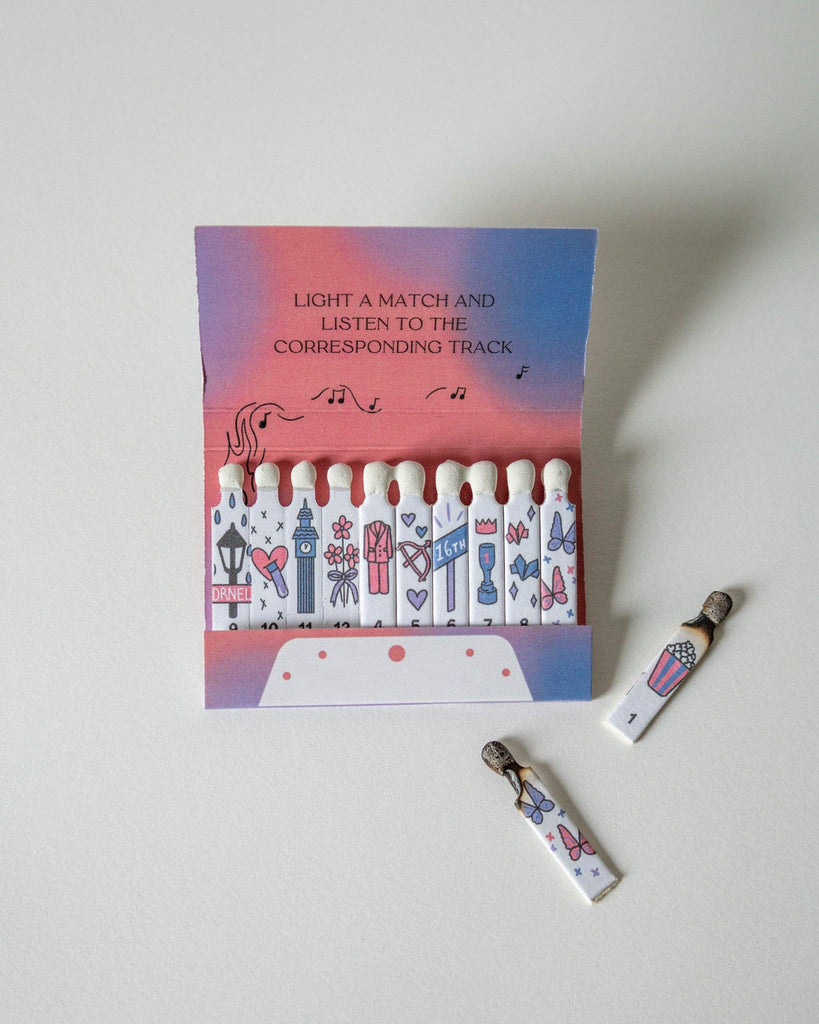 LIGHT A MATCH AND
LISTEN TO THE
CORRESPONDING TRACK
16TH
1
DRNEL
9 10 11 12 4 5 6 7 8
1